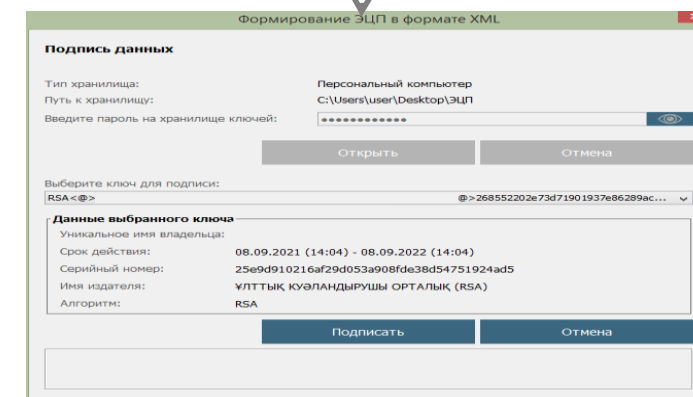 Формирование ЭЦП в формате XML
Подпись данных
Тип хранилища: Персональный компьютер
Путь к хранилищу: C:\Users\user\Desktop\ЭЦП
Введите пароль на хранилище ключей: ●●●●●●●●●●●●
Открыть Отмена
Выберите ключ для подписи:
RSA<@> @>268552202e73d71901937e86289ac...
Данные выбранного ключа
Уникальное имя владельца:
Срок действия: 08.09.2021 (14:04) - 08.09.2022 (14:04)
Серийный номер: 25e9d910216af29d053a908fde38d54751924ad5
Имя издателя: ҰЛТТЫҚ КУӘЛАНДЫРУШЫ ОРТАЛЫҚ (RSA)
Алгоритм: RSA
Подписать Отмена